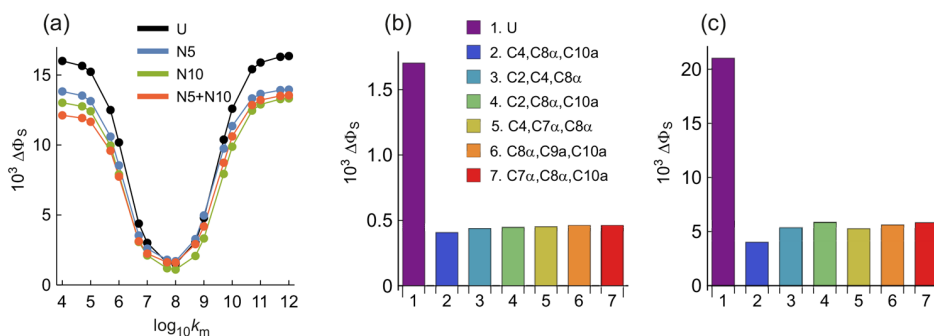 (a)
U
N5
N10
N5+N10
10³ ΔΦs
15
10
5
0
4 5 6 7 8 9 10 11 12
log₁₀kₘ
(b)
1. U
2. C4,C8α,C10a
3. C2,C4,C8α
4. C2,C8α,C10a
5. C4,C7α,C8α
6. C8α,C9a,C10a
7. C7α,C8α,C10a
10³ ΔΦs
1.5
1.0
0.5
0
1 2 3 4 5 6 7
(c)
10³ ΔΦs
20
15
10
5
0
1 2 3 4 5 6 7